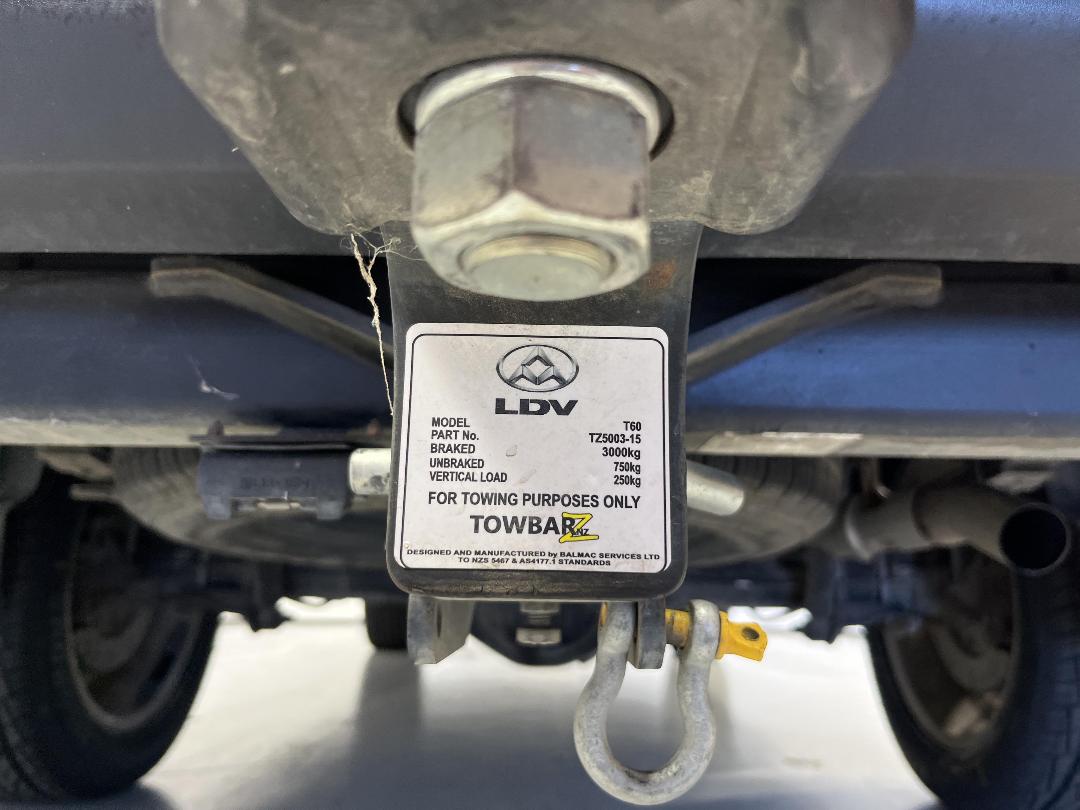 LDV
MODEL T60
PART No. TZ5003-15
BRAKED 3000kg
UNBRAKED 750kg
VERTICAL LOAD 250kg
FOR TOWING PURPOSES ONLY
TOWBARZ.NZ
DESIGNED AND MANUFACTURED by BALMAC SERVICES LTD
TO NZS 5467 & AS4177.1 STANDARDS